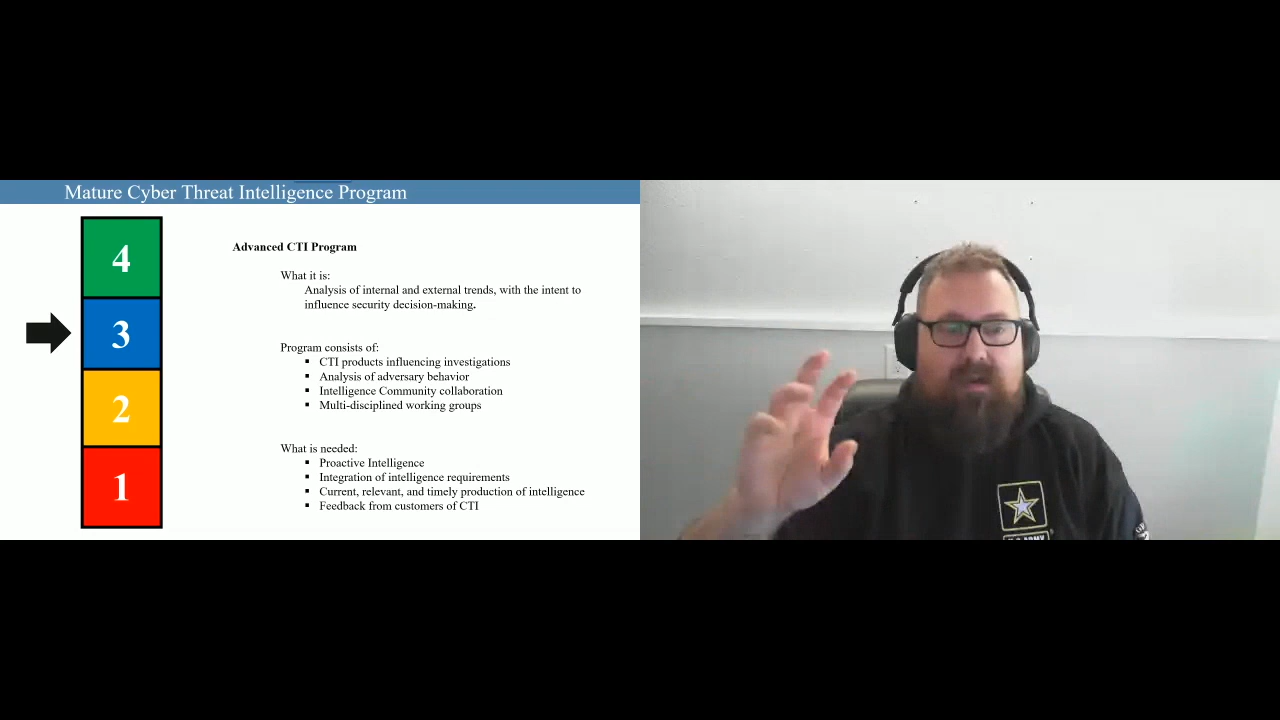 Mature Cyber Threat Intelligence Program
4
3
2
1
Advanced CTI Program
What it is:
Analysis of internal and external trends, with the intent to
influence security decision-making.
Program consists of:
▪ CTI products influencing investigations
▪ Analysis of adversary behavior
▪ Intelligence Community collaboration
▪ Multi-disciplined working groups
What is needed:
▪ Proactive Intelligence
▪ Integration of intelligence requirements
▪ Current, relevant, and timely production of intelligence
▪ Feedback from customers of CTI
U.S. ARMY